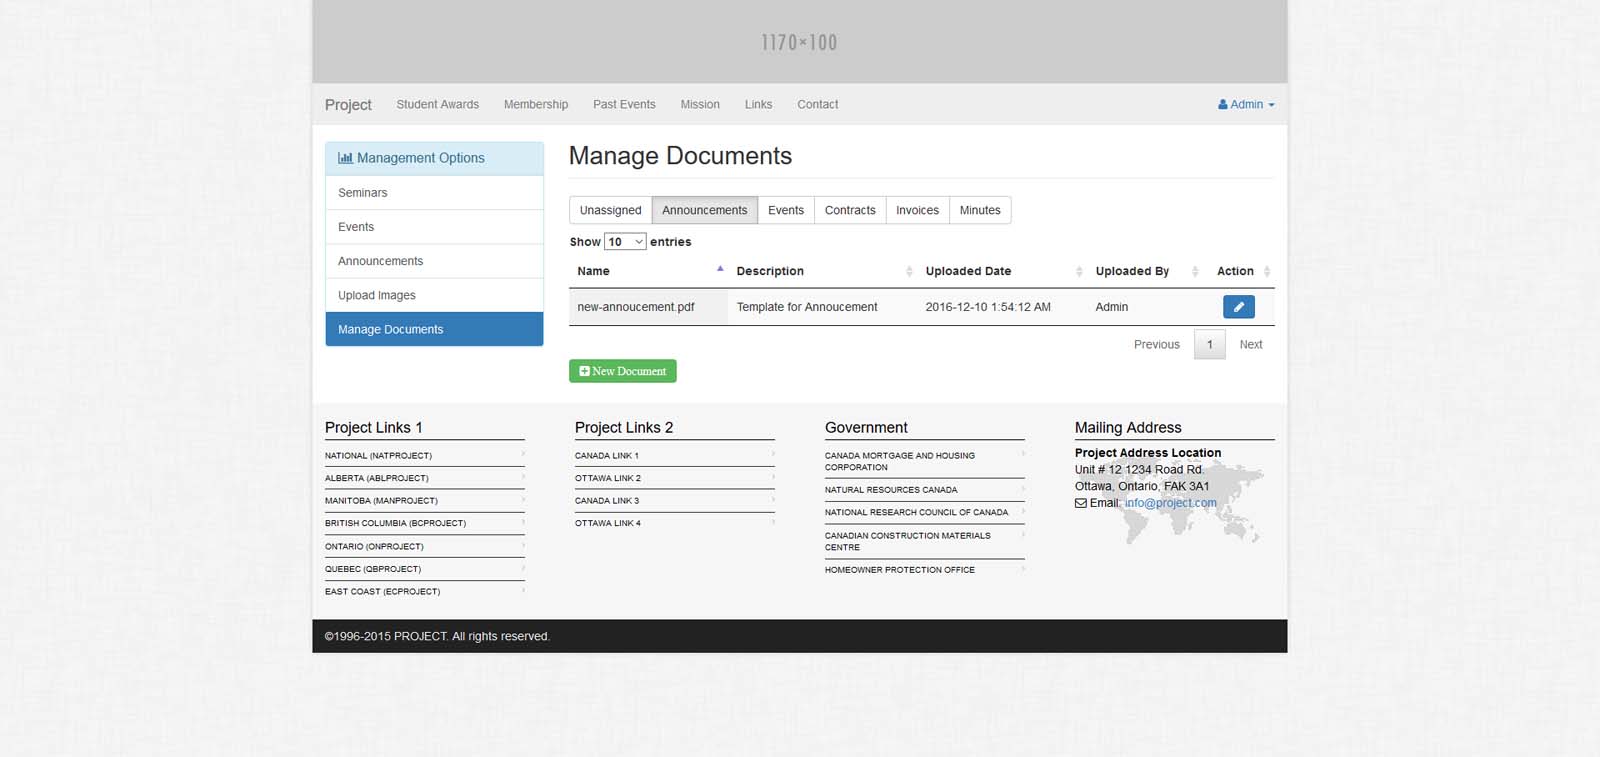 1170×100
Project Student Awards Membership Past Events Mission Links Contact Admin
Management Options
Seminars
Events
Announcements
Upload Images
Manage Documents
Manage Documents
Unassigned Announcements Events Contracts Invoices Minutes
Show 10 entries
Name Description Uploaded Date Uploaded By Action
new-annoucement.pdf Template for Annoucement 2016-12-10 1:54:12 AM Admin
Previous 1 Next
New Document
Project Links 1
NATIONAL (NATPROJECT)
ALBERTA (ABLPROJECT)
MANITOBA (MANPROJECT)
BRITISH COLUMBIA (BCPROJECT)
ONTARIO (ONPROJECT)
QUEBEC (QBPROJECT)
EAST COAST (ECPROJECT)
Project Links 2
CANADA LINK 1
OTTAWA LINK 2
CANADA LINK 3
OTTAWA LINK 4
Government
CANADA MORTGAGE AND HOUSING
CORPORATION
NATURAL RESOURCES CANADA
NATIONAL RESEARCH COUNCIL OF CANADA
CANADIAN CONSTRUCTION MATERIALS
CENTRE
HOMEOWNER PROTECTION OFFICE
Mailing Address
Project Address Location
Unit # 12 1234 Road Rd.
Ottawa, Ontario, FAK 3A1
Email: info@project.com
©1996-2015 PROJECT. All rights reserved.